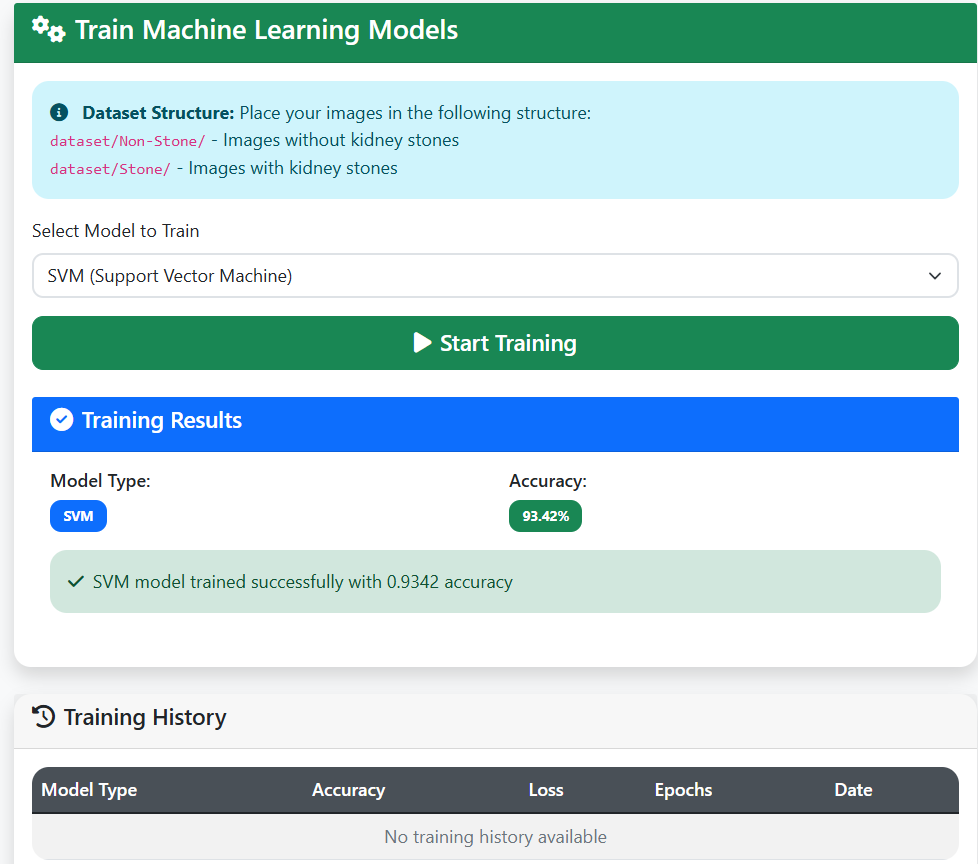 Train Machine Learning Models
Dataset Structure: Place your images in the following structure:
dataset/Non-Stone/ - Images without kidney stones
dataset/Stone/ - Images with kidney stones
Select Model to Train
SVM (Support Vector Machine)
Start Training
Training Results
Model Type: Accuracy:
SVM 93.42%
SVM model trained successfully with 0.9342 accuracy
Training History
Model Type Accuracy Loss Epochs Date
No training history available